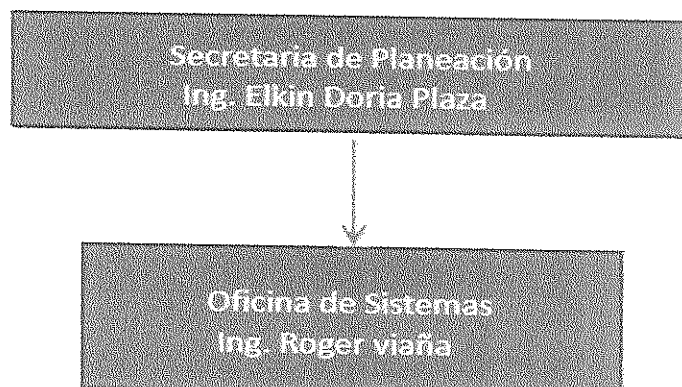 Secretaria de Planeación
Ing. Elkin Doria Plaza
Oficina de Sistemas
Ing. Roger viaña